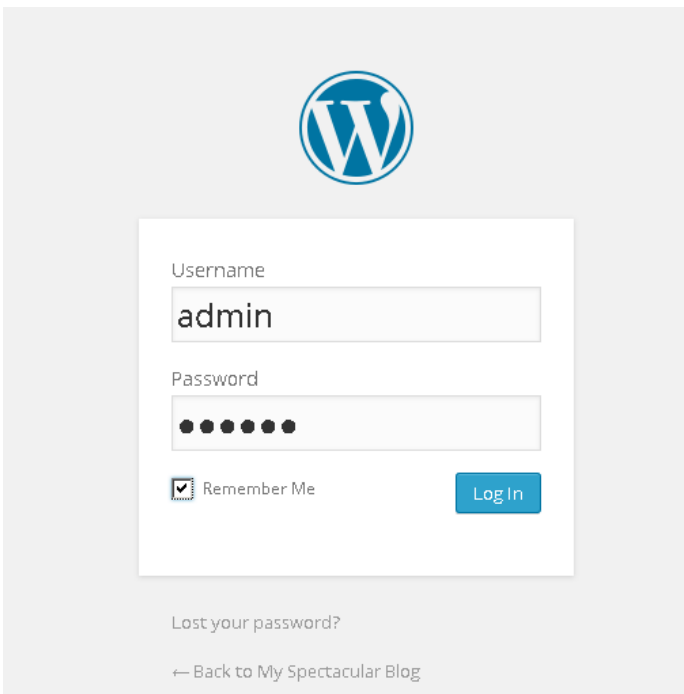 Username
admin
Password
●●●●●●
Remember Me
Log In
Lost your password?
← Back to My Spectacular Blog